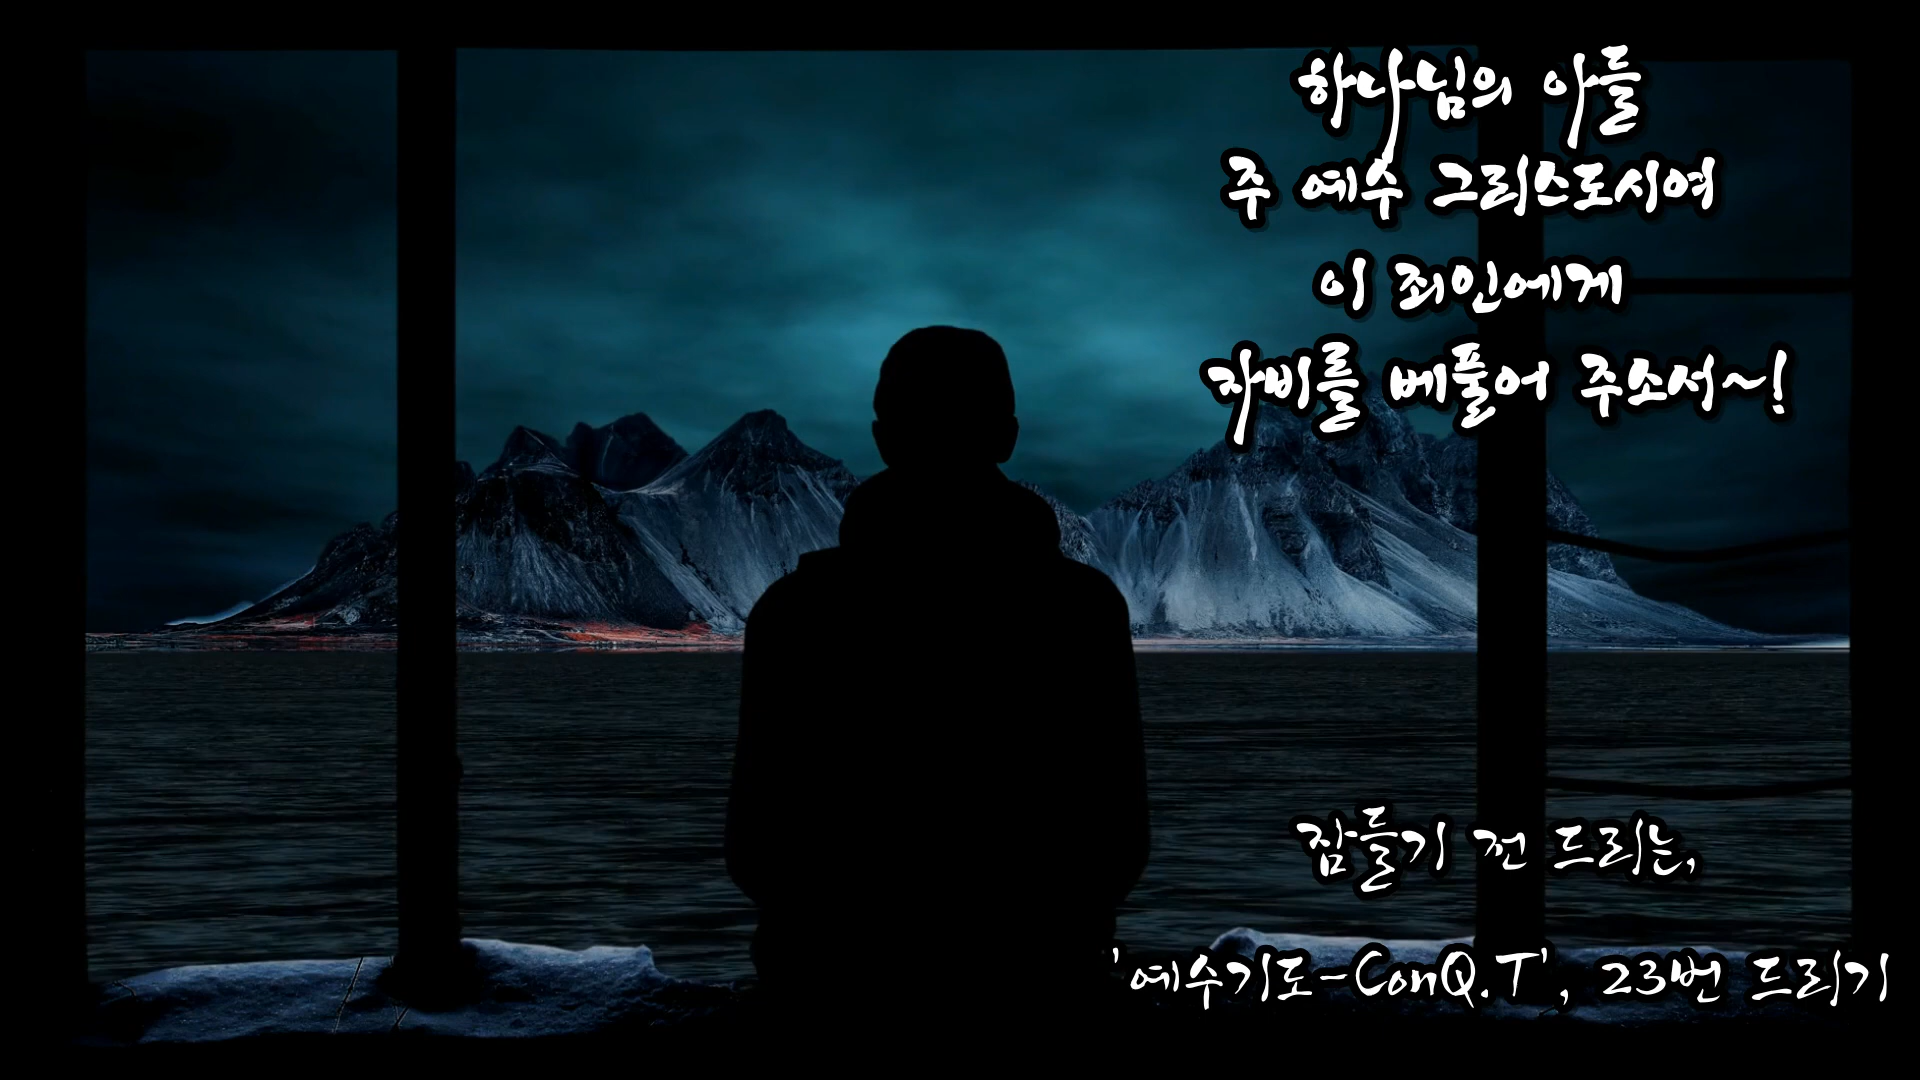 하나님의 아들
주 예수 그리스도시여
이 죄인에게
자비를 베풀어 주소서~!
잠들기 전 드리는,
'예수기도-ConQ.T', 23번 드리기